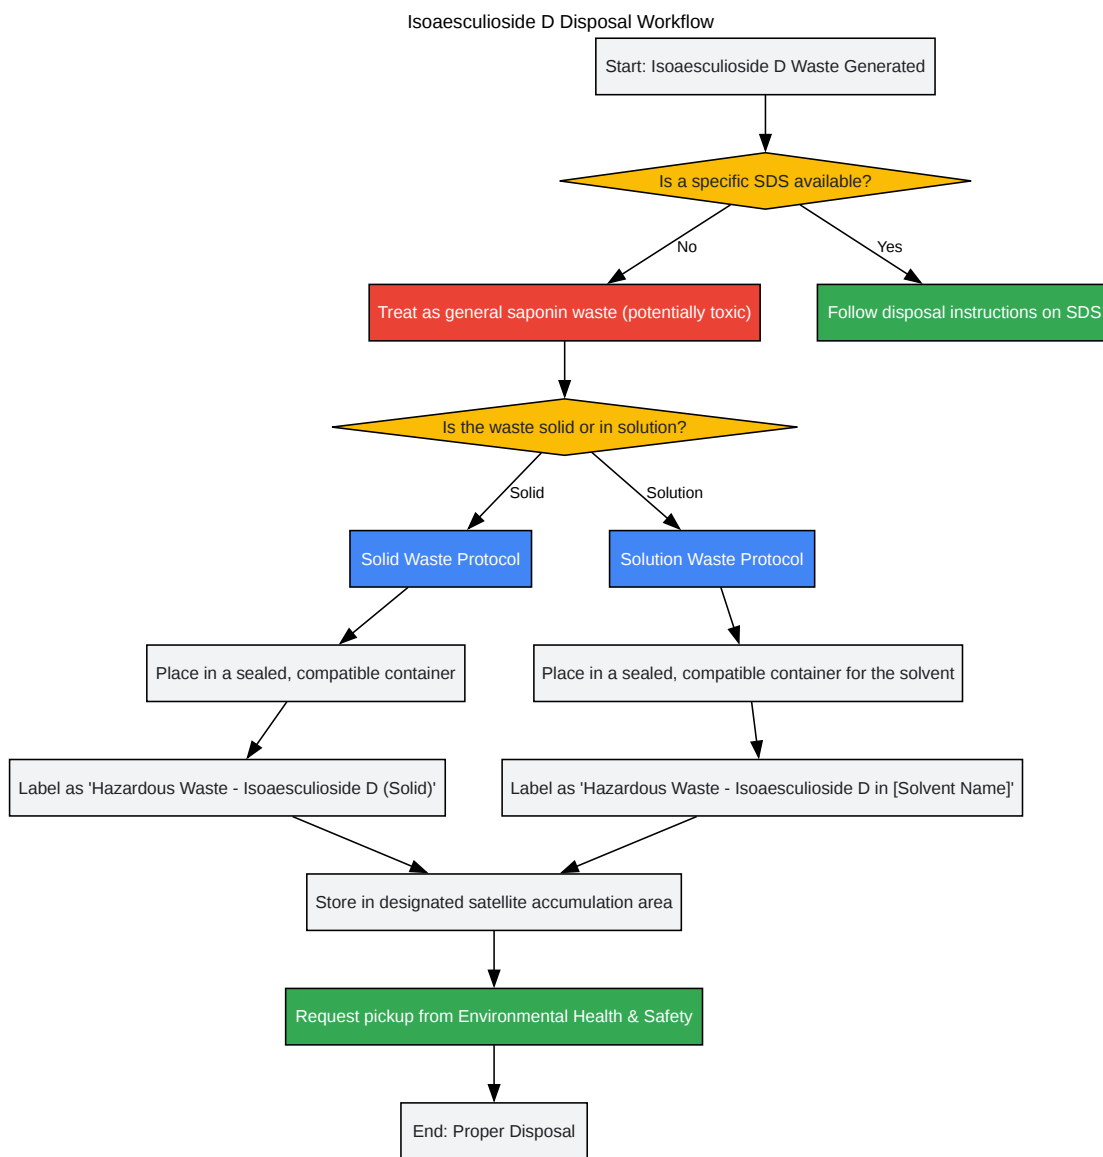 Isoaesculioside D Disposal Workflow
Start: Isoaesculioside D Waste Generated
Is a specific SDS available?
No
Yes
Treat as general saponin waste (potentially toxic)
Follow disposal instructions on SDS
Is the waste solid or in solution?
Solid
Solution
Solid Waste Protocol
Solution Waste Protocol
Place in a sealed, compatible container
Place in a sealed, compatible container for the solvent
Label as 'Hazardous Waste - Isoaesculioside D (Solid)'
Label as 'Hazardous Waste - Isoaesculioside D in [Solvent Name]'
Store in designated satellite accumulation area
Request pickup from Environmental Health & Safety
End: Proper Disposal